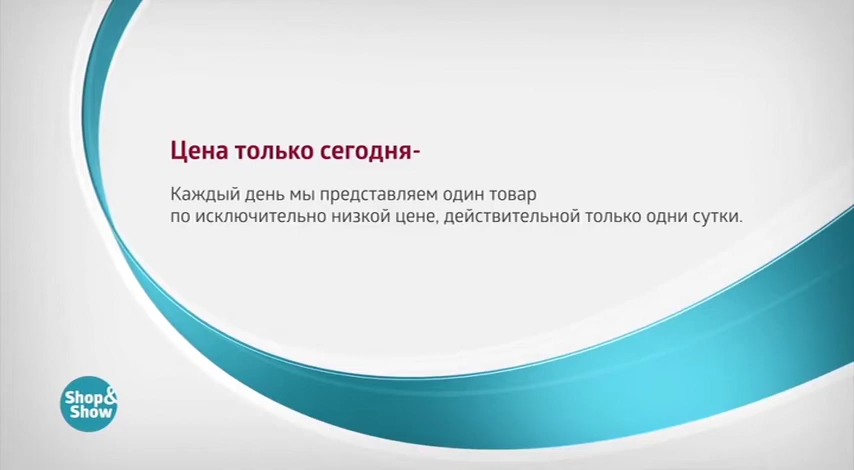 Цена только сегодня-
Каждый день мы представляем один товар
по исключительно низкой цене, действительной только одни сутки.
Shop&
Show